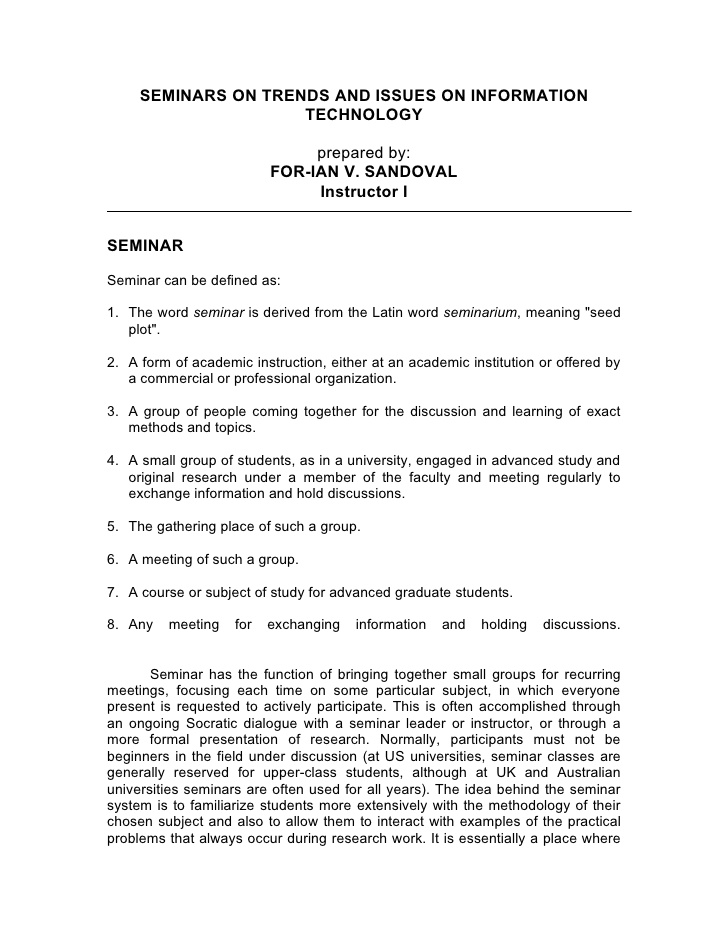 SEMINARS ON TRENDS AND ISSUES ON INFORMATION
TECHNOLOGY
prepared by:
FOR-IAN V. SANDOVAL
Instructor I
SEMINAR
Seminar can be defined as:
1. The word seminar is derived from the Latin word seminarium, meaning "seed
plot".
2. A form of academic instruction, either at an academic institution or offered by
a commercial or professional organization.
3. A group of people coming together for the discussion and learning of exact
methods and topics.
4. A small group of students, as in a university, engaged in advanced study and
original research under a member of the faculty and meeting regularly to
exchange information and hold discussions.
5. The gathering place of such a group.
6. A meeting of such a group.
7. A course or subject of study for advanced graduate students.
8. Any meeting for exchanging information and holding discussions.
Seminar has the function of bringing together small groups for recurring
meetings, focusing each time on some particular subject, in which everyone
present is requested to actively participate. This is often accomplished through
an ongoing Socratic dialogue with a seminar leader or instructor, or through a
more formal presentation of research. Normally, participants must not be
beginners in the field under discussion (at US universities, seminar classes are
generally reserved for upper-class students, although at UK and Australian
universities seminars are often used for all years). The idea behind the seminar
system is to familiarize students more extensively with the methodology of their
chosen subject and also to allow them to interact with examples of the practical
problems that always occur during research work. It is essentially a place where